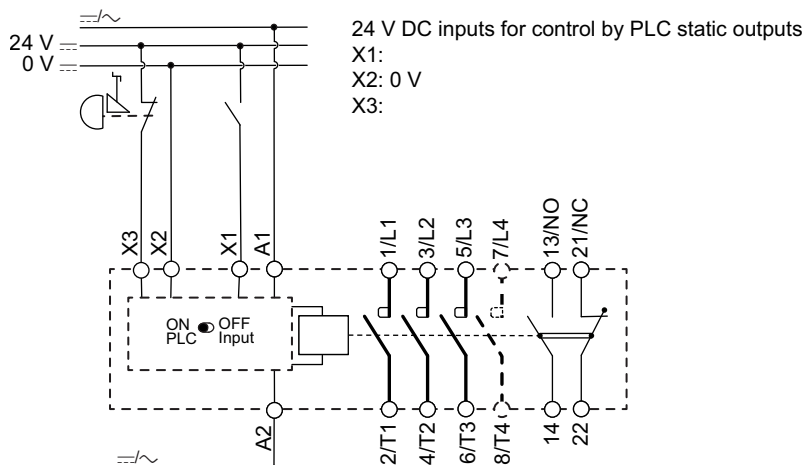 24 V DC inputs for control by PLC static outputs
24 V
X1:
0 V
X2: 0 V
X3:
X3
X2
X1
A1
1/L1
3/L2
5/L3
7/L4
13/NO
21/NC
ON OFF
PLC Input
A2
2/T1
4/T2
6/T3
8/T4
14
22